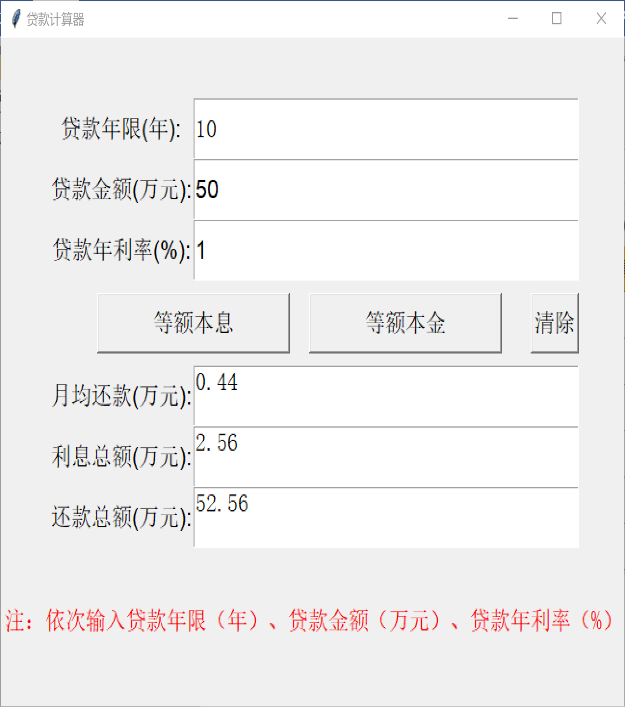 贷款计算器
贷款年限(年): 10
贷款金额(万元): 50
贷款年利率(%): 1
等额本息 等额本金 清除
月均还款(万元): 0.44
利息总额(万元): 2.56
还款总额(万元): 52.56
注：依次输入贷款年限（年）、贷款金额（万元）、贷款年利率（%）